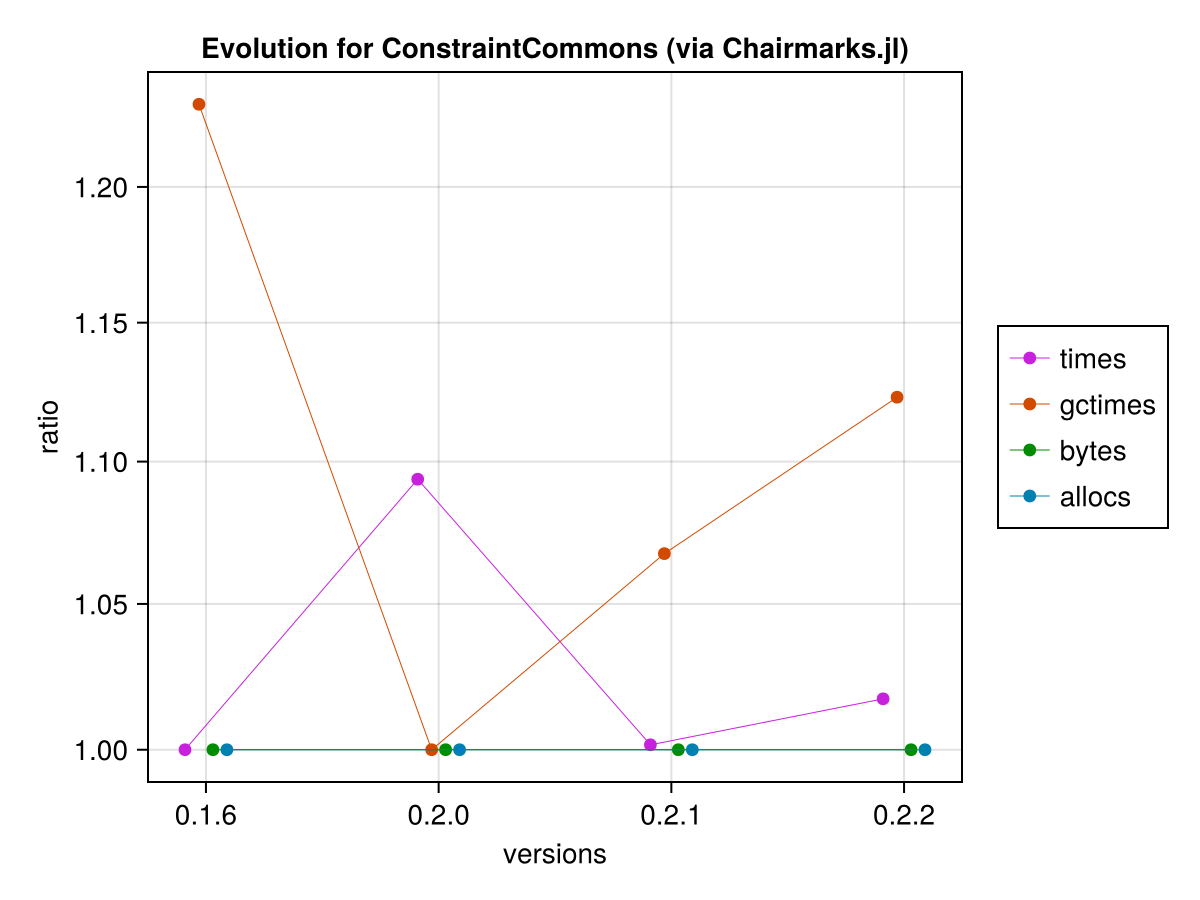 Evolution for ConstraintCommons (via Chairmarks.jl)
1.20
1.15
1.10
1.05
1.00
ratio
0.1.6
0.2.0
0.2.1
0.2.2
versions
times
gctimes
bytes
allocs